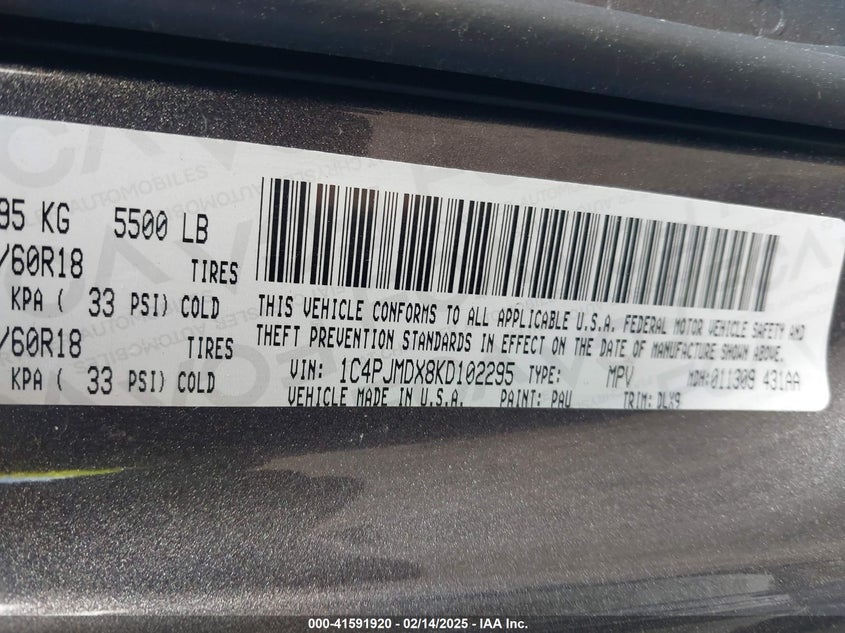 95 KG 5500 LB
/60R18 TIRES
KPA ( 33 PSI) COLD
/60R18 TIRES
KPA ( 33 PSI) COLD
THIS VEHICLE CONFORMS TO ALL APPLICABLE U.S.A. FEDERAL MOTOR VEHICLE SAFETY AND
THEFT PREVENTION STANDARDS IN EFFECT ON THE DATE OF MANUFACTURE SHOWN ABOVE.
VIN: 1C4PJMDX8KD102295 TYPE: MPV MDH:011309 431AA
VEHICLE MADE IN U.S.A. PAINT: PAU TRIM: DLX9
000-41591920 - 02/14/2025 - IAA Inc.